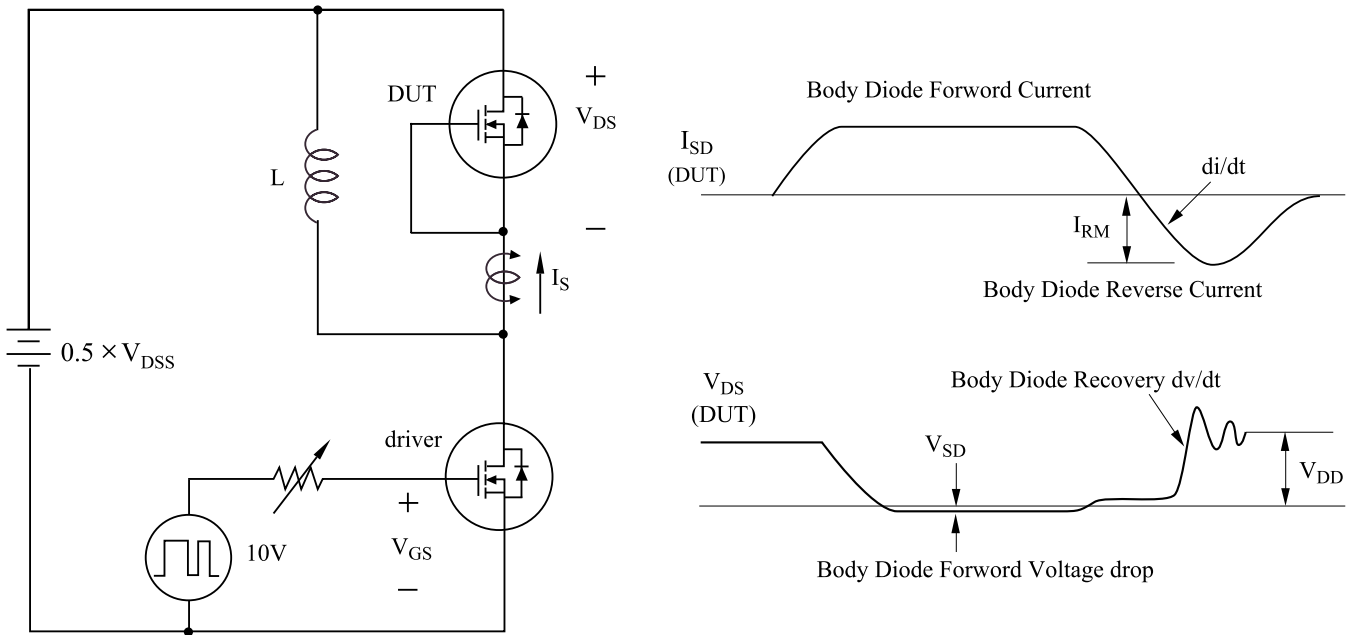 DUT
+
V_DS
−
L
I_S
0.5 × V_DSS
driver
+
10V
V_GS
−
Body Diode Forword Current
I_SD
(DUT)
di/dt
I_RM
Body Diode Reverse Current
V_DS
(DUT)
Body Diode Recovery dv/dt
V_SD
V_DD
Body Diode Forword Voltage drop